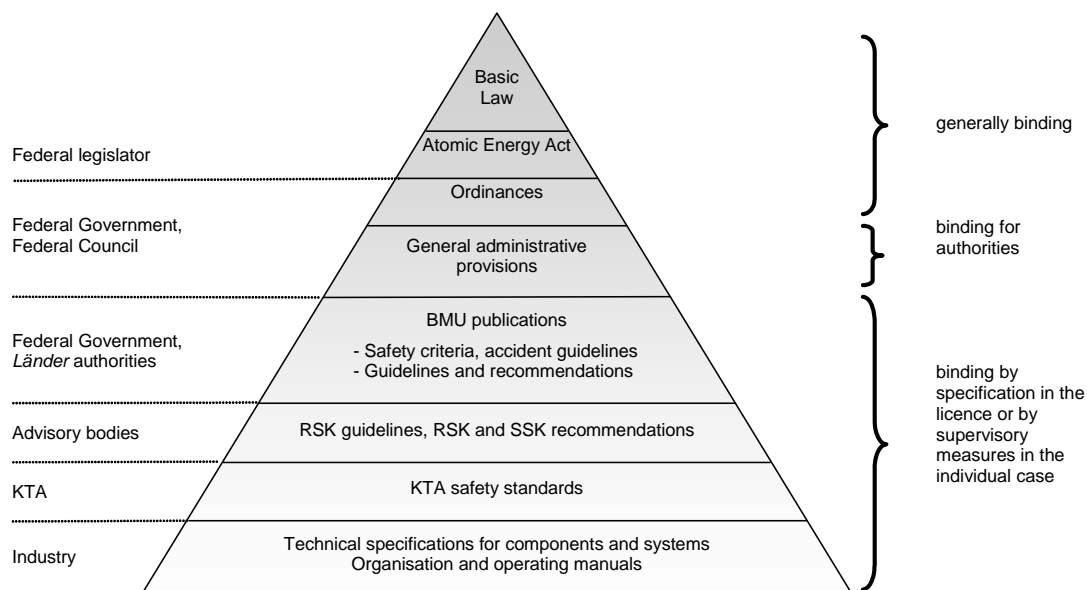 Basic
Law
Atomic Energy Act
Ordinances
General administrative
provisions
BMU publications
- Safety criteria, accident guidelines
- Guidelines and recommendations
RSK guidelines, RSK and SSK recommendations
KTA safety standards
Technical specifications for components and systems
Organisation and operating manuals
Federal legislator
Federal Government,
Federal Council
Federal Government,
Länder authorities
Advisory bodies
KTA
Industry
generally binding
binding for
authorities
binding by
specification in the
licence or by
supervisory
measures in the
individual case